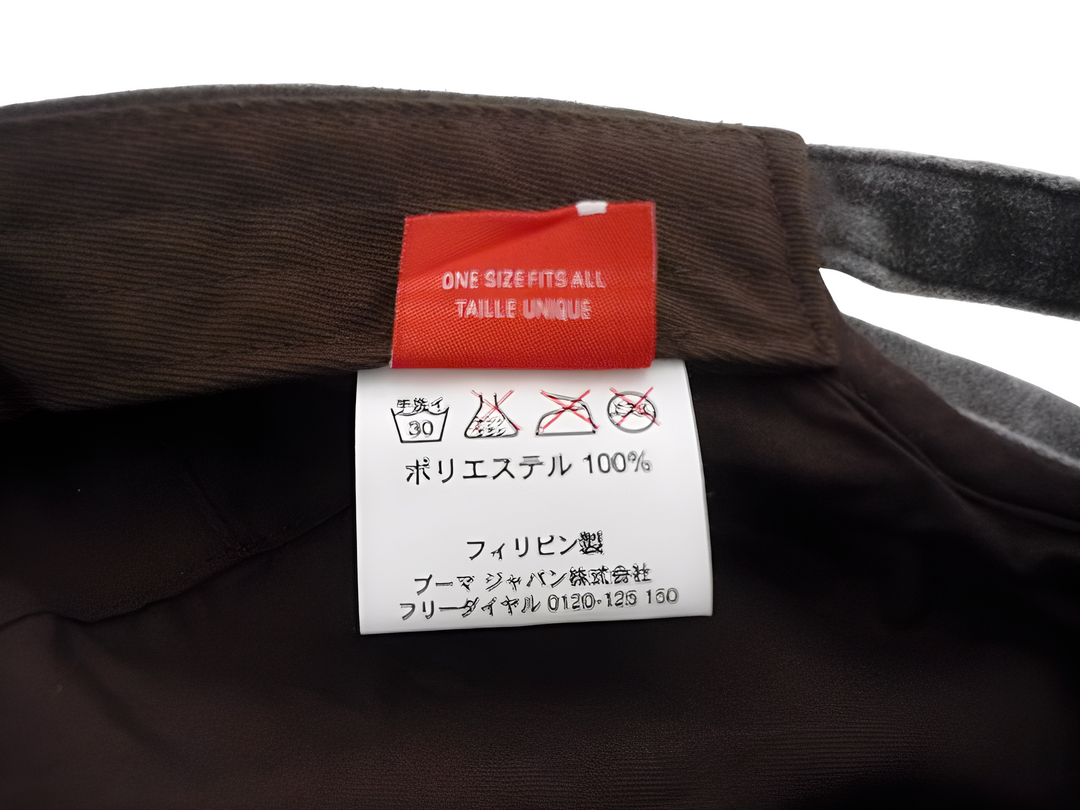 ONE SIZE FITS ALL
TAILLE UNIQUE
手洗イ
30
ポリエステル 100%
フィリピン製
プーマ ジャパン株式会社
フリーダイヤル 0120-125 150